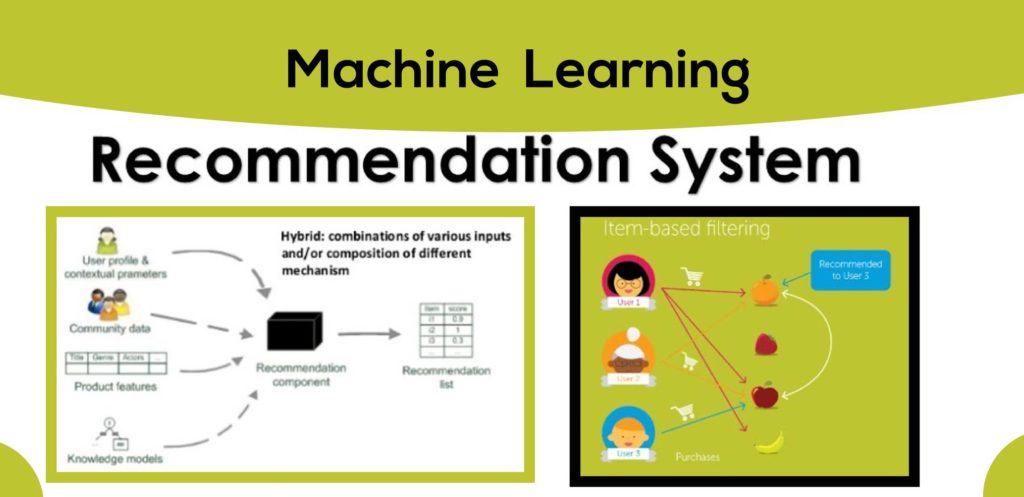 Machine Learning
Recommendation System
Hybrid: combinations of various inputs
and/or composition of different
mechanism
User profile &
contextual prameters
Community data
Title Genre Actors ...
Product features
Knowledge models
Recommendation
component
item score
i1 0.9
i2 1
i3 0.3
... ...
Recommendation
list
Item-based filtering
Recommended
to User 3
User 1
User 2
User 3
Purchases